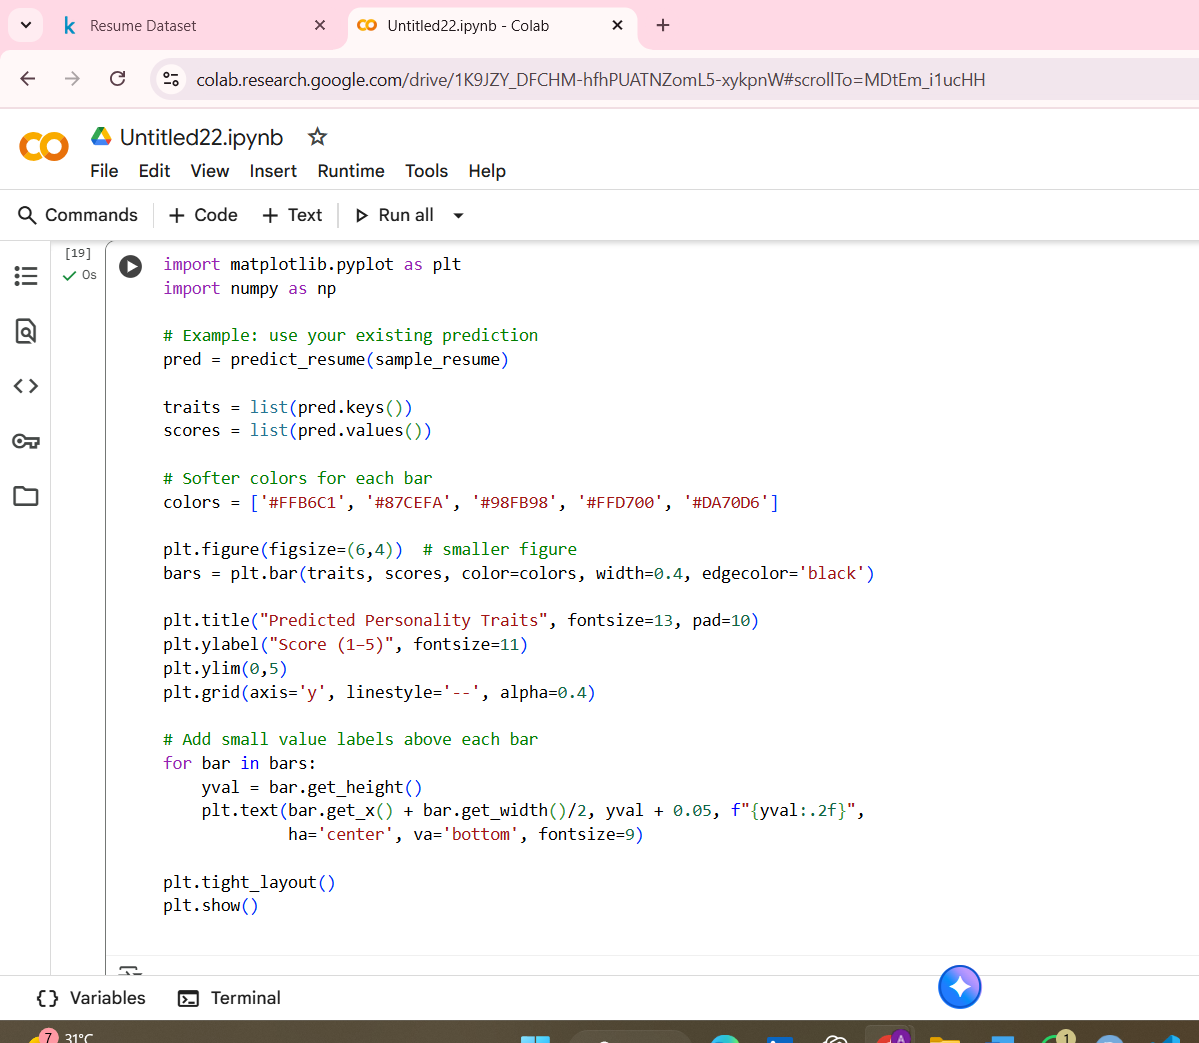 Resume Dataset
Untitled22.ipynb - Colab
colab.research.google.com/drive/1K9JZY_DFCHM-hfhPUATNZomL5-xykpnW#scrollTo=MDtEm_i1ucHH
Untitled22.ipynb
File Edit View Insert Runtime Tools Help
Commands + Code + Text Run all
[19]
0s
import matplotlib.pyplot as plt
import numpy as np
# Example: use your existing prediction
pred = predict_resume(sample_resume)
traits = list(pred.keys())
scores = list(pred.values())
# Softer colors for each bar
colors = ['#FFB6C1', '#87CEFA', '#98FB98', '#FFD700', '#DA70D6']
plt.figure(figsize=(6,4))  # smaller figure
bars = plt.bar(traits, scores, color=colors, width=0.4, edgecolor='black')
plt.title("Predicted Personality Traits", fontsize=13, pad=10)
plt.ylabel("Score (1–5)", fontsize=11)
plt.ylim(0,5)
plt.grid(axis='y', linestyle='--', alpha=0.4)
# Add small value labels above each bar
for bar in bars:
    yval = bar.get_height()
    plt.text(bar.get_x() + bar.get_width()/2, yval + 0.05, f"{yval:.2f}",
             ha='center', va='bottom', fontsize=9)
plt.tight_layout()
plt.show()
Variables Terminal
7 31°C A 1